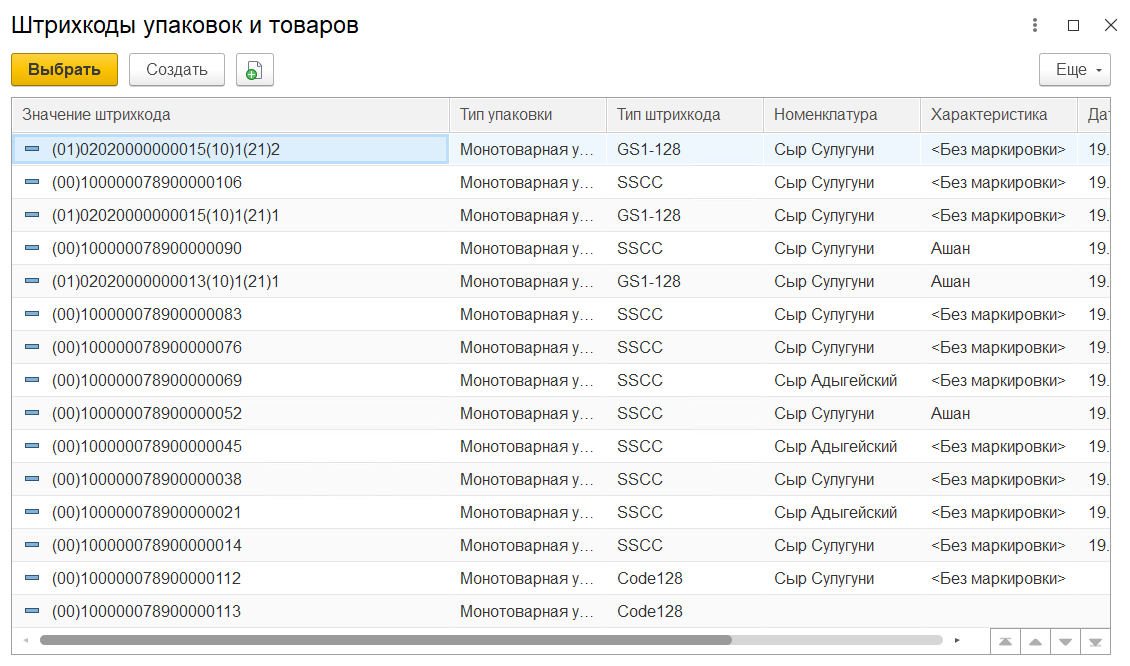 Штрихкоды упаковок и товаров
Выбрать Создать Еще
Значение штрихкода Тип упаковки Тип штрихкода Номенклатура Характеристика Дат
(01)02020000000015(10)1(21)2 Монотоварная у... GS1-128 Сыр Сулугуни <Без маркировки> 19.
(00)100000078900000106 Монотоварная у... SSCC Сыр Сулугуни <Без маркировки> 19.
(01)02020000000015(10)1(21)1 Монотоварная у... GS1-128 Сыр Сулугуни <Без маркировки> 19.
(00)100000078900000090 Монотоварная у... SSCC Сыр Сулугуни Ашан 19.
(01)02020000000013(10)1(21)1 Монотоварная у... GS1-128 Сыр Сулугуни Ашан 19.
(00)100000078900000083 Монотоварная у... SSCC Сыр Сулугуни <Без маркировки> 19.
(00)100000078900000076 Монотоварная у... SSCC Сыр Сулугуни <Без маркировки> 19.
(00)100000078900000069 Монотоварная у... SSCC Сыр Адыгейский <Без маркировки> 19.
(00)100000078900000052 Монотоварная у... SSCC Сыр Сулугуни Ашан 19.
(00)100000078900000045 Монотоварная у... SSCC Сыр Адыгейский <Без маркировки> 19.
(00)100000078900000038 Монотоварная у... SSCC Сыр Сулугуни <Без маркировки> 19.
(00)100000078900000021 Монотоварная у... SSCC Сыр Адыгейский <Без маркировки> 19.
(00)100000078900000014 Монотоварная у... SSCC Сыр Сулугуни <Без маркировки> 19.
(00)100000078900000112 Монотоварная у... Code128 Сыр Сулугуни <Без маркировки>
(00)100000078900000113 Монотоварная у... Code128